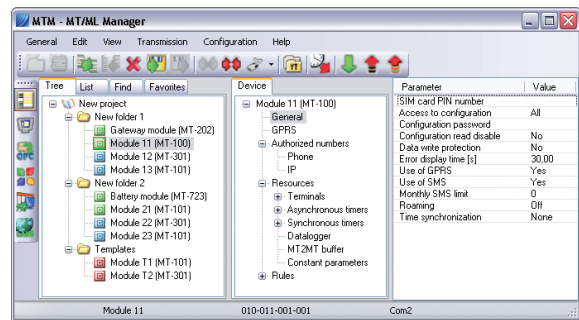 MTM - MT/ML Manager
General Edit View Transmission Configuration Help
Tree List Find Favorites
New project
New folder 1
Gateway module (MT-202)
Module 11 (MT-100)
Module 12 (MT-301)
Module 13 (MT-101)
New folder 2
Battery module (MT-723)
Module 21 (MT-101)
Module 22 (MT-301)
Module 23 (MT-101)
Templates
Module T1 (MT-101)
Module T2 (MT-301)
Device
Module 11 (MT-100)
General
GPRS
Authorized numbers
Phone
IP
Resources
Terminals
Asynchronous timers
Synchronous timers
Datalogger
MT2MT buffer
Constant parameters
Rules
Parameter Value
SIM card PIN number
Access to configuration All
Configuration password
Configuration read disable No
Data write protection No
Error display time [s] 30,00
Use of GPRS Yes
Use of SMS Yes
Monthly SMS limit 0
Roaming Off
Time synchronization None
OPC
Module 11 010-011-001-001 Com2